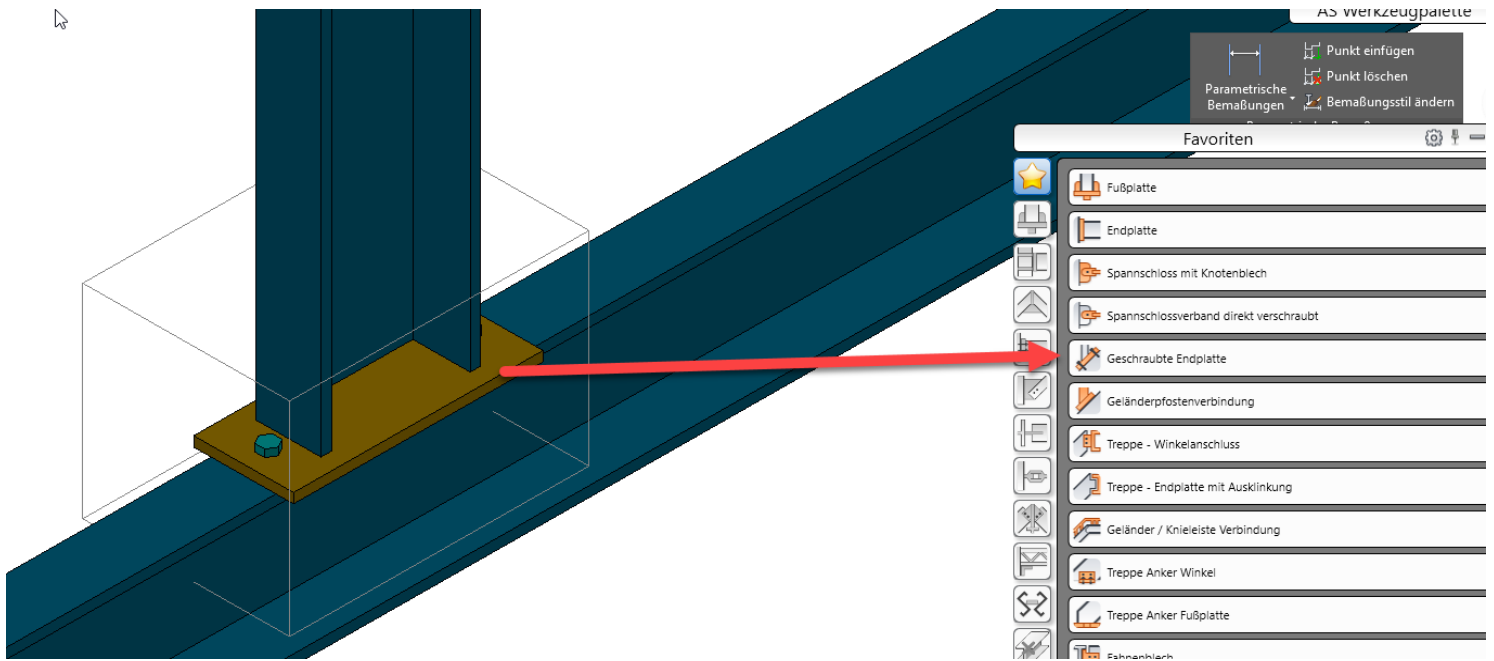 AS Werkzeugpalette
Punkt einfügen
Punkt löschen
Parametrische
Bemaßungen
Bemaßungsstil ändern
Favoriten
Fußplatte
Endplatte
Spannschloss mit Knotenblech
Spannschlossverband direkt verschraubt
Geschraubte Endplatte
Geländerpfostenverbindung
Treppe - Winkelanschluss
Treppe - Endplatte mit Ausklinkung
Geländer / Knieleiste Verbindung
Treppe Anker Winkel
Treppe Anker Fußplatte
Fahnenblech